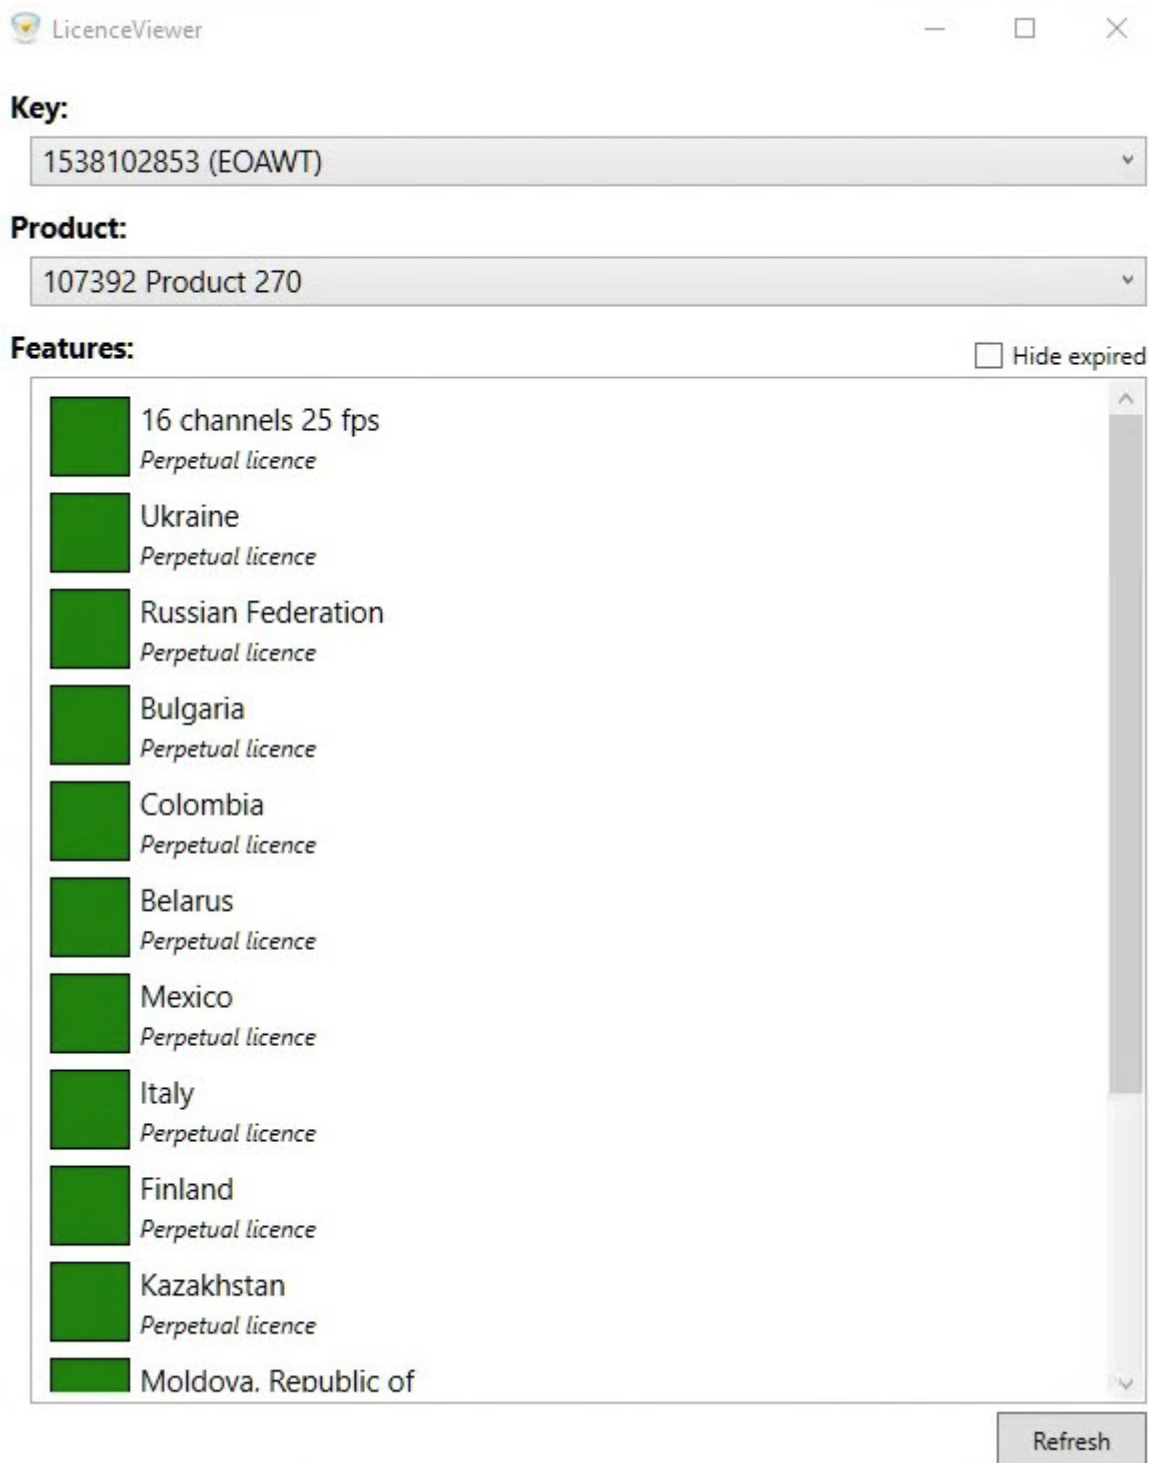 LicenceViewer
Key:
1538102853 (EOAWT)
Product:
107392 Product 270
Features:
Hide expired
16 channels 25 fps
Perpetual licence
Ukraine
Perpetual licence
Russian Federation
Perpetual licence
Bulgaria
Perpetual licence
Colombia
Perpetual licence
Belarus
Perpetual licence
Mexico
Perpetual licence
Italy
Perpetual licence
Finland
Perpetual licence
Kazakhstan
Perpetual licence
Moldova, Republic of
Refresh